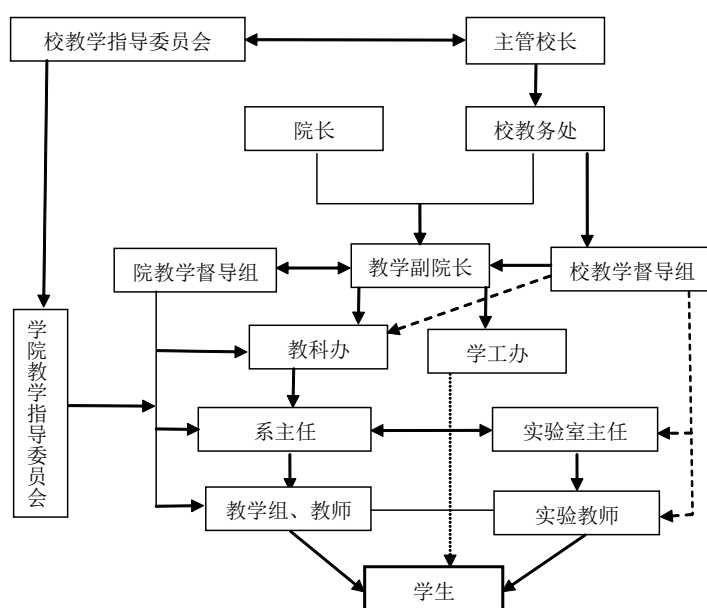 校教学指导委员会
主管校长
院长
校教务处
院教学督导组
教学副院长
校教学督导组
学院教学指导委员会
教科办
学工办
系主任
实验室主任
教学组、教师
实验教师
学生